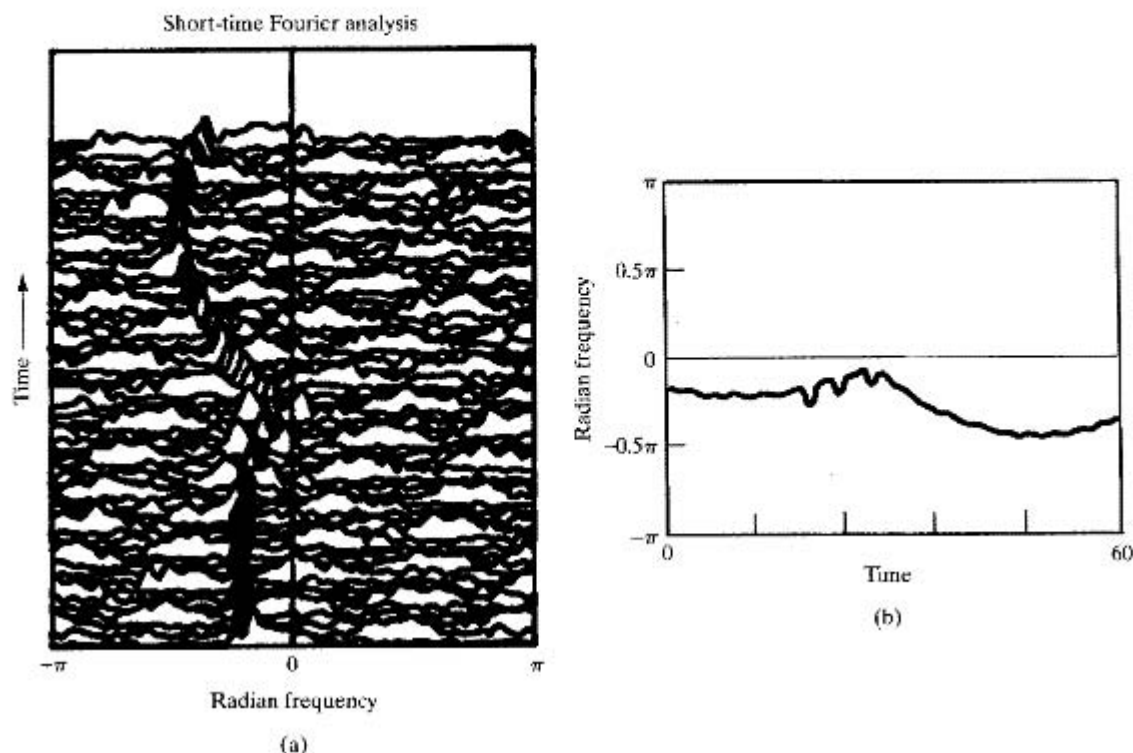 Short-time Fourier analysis
Time
−π
0
π
Radian frequency
(a)
π
0.5π
0
−0.5π
−π
Radian frequency
0
60
Time
(b)